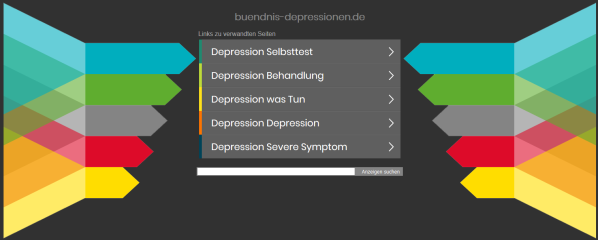 buendnis-depressionen.de
Links zu verwandten Seiten
Depression Selbsttest
Depression Behandlung
Depression was Tun
Depression Depression
Depression Severe Symptom
Anzeigen suchen